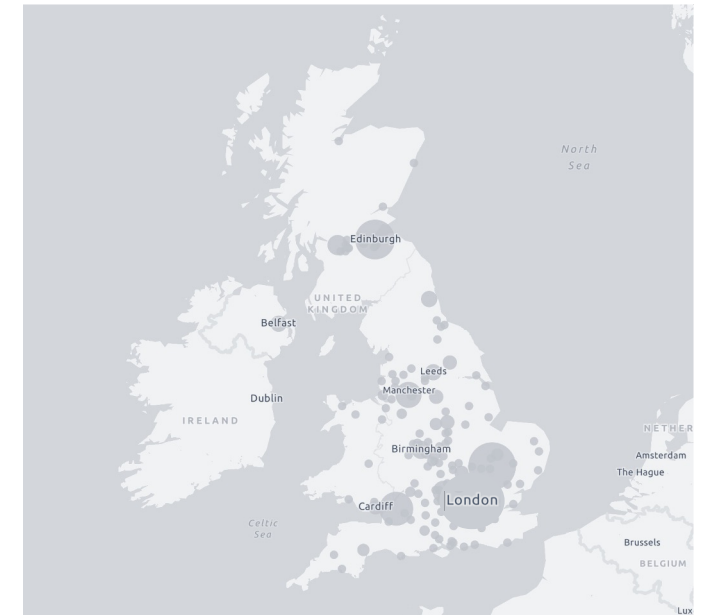 North
Sea
Edinburgh
UNITED
KINGDOM
Belfast
Leeds
Manchester
Dublin
IRELAND
NETHER
Birmingham
Amsterdam
The Hague
London
Cardiff
Celtic
Sea
Brussels
BELGIUM
Lux